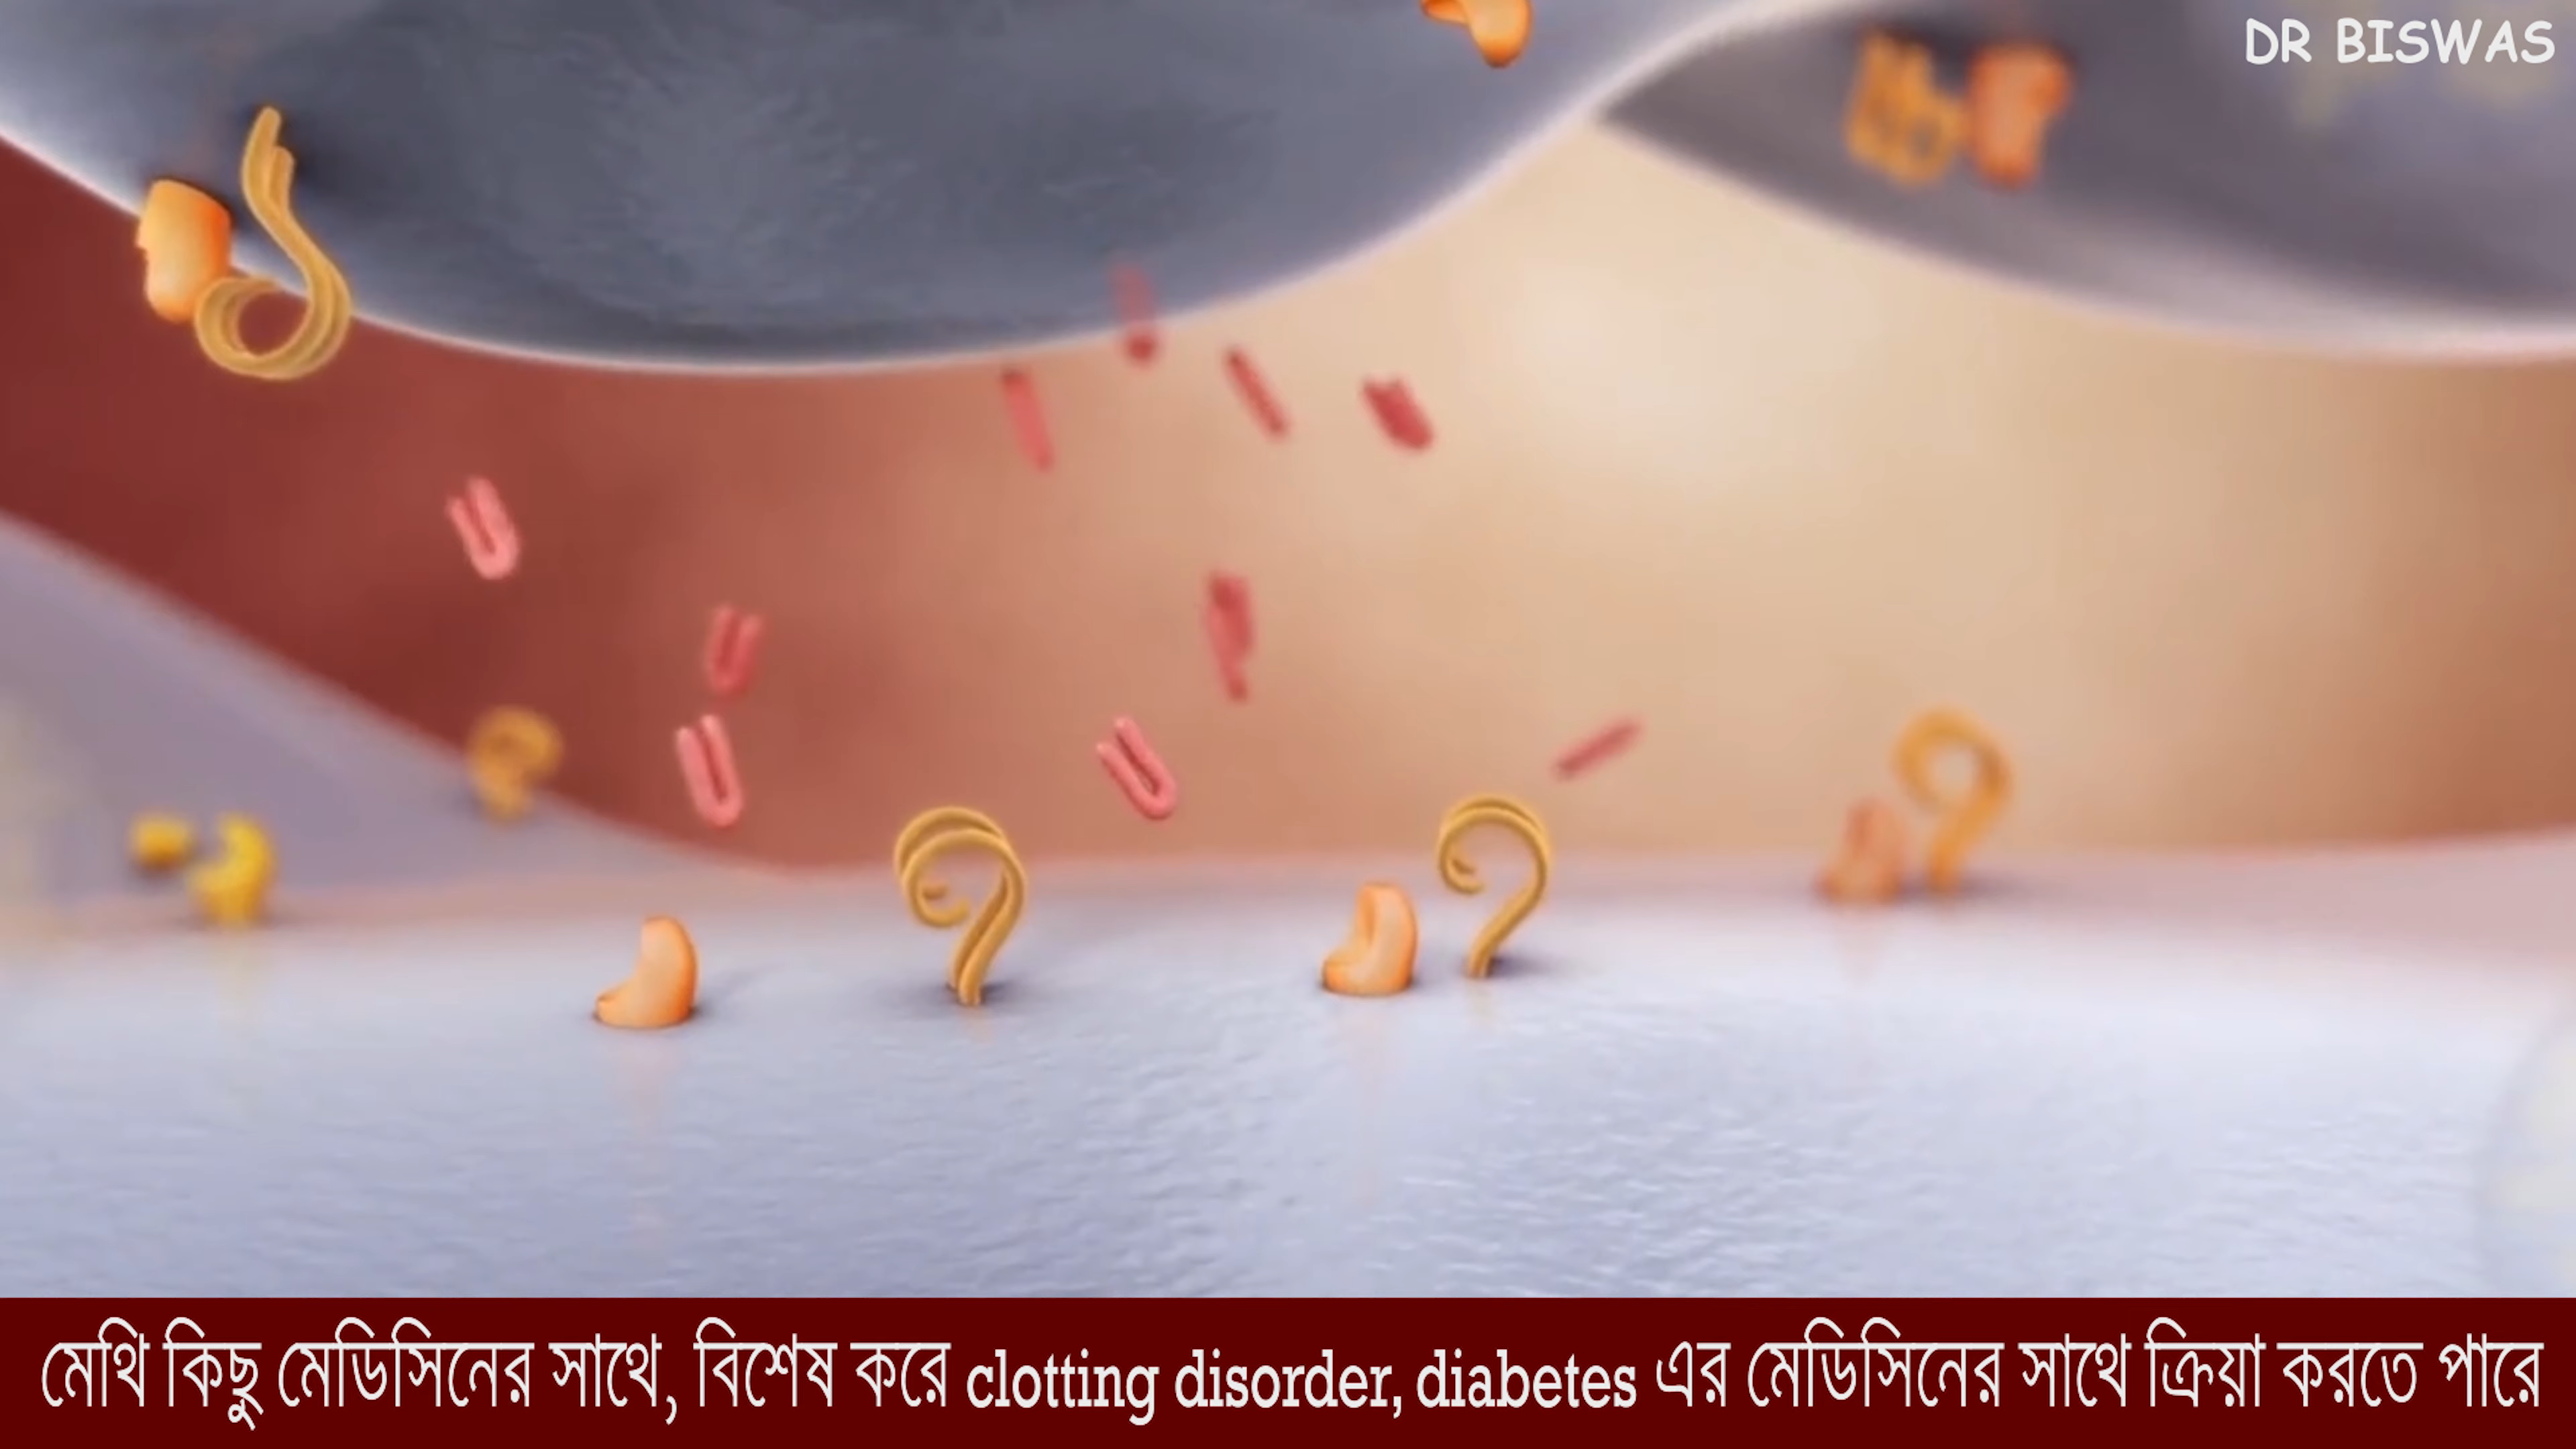 DR BISWAS
মেথি কিছু মেডিসিনের সাথে, বিশেষ করে clotting disorder, diabetes এর মেডিসিনের সাথে ক্রিয়া করতে পারে